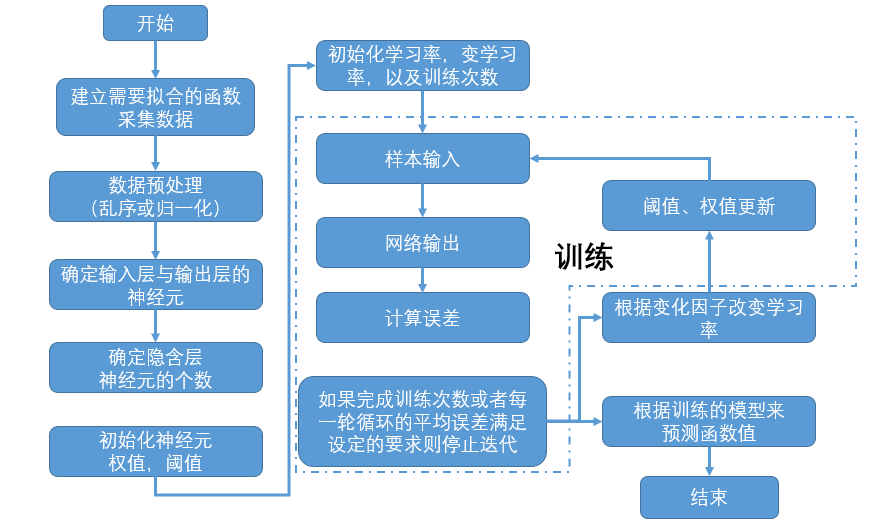 开始
建立需要拟合的函数
采集数据
数据预处理
（乱序或归一化）
确定输入层与输出层的
神经元
确定隐含层
神经元的个数
初始化神经元
权值，阈值
初始化学习率，变学习
率，以及训练次数
样本输入
网络输出
计算误差
如果完成训练次数或者每
一轮循环的平均误差满足
设定的要求则停止迭代
训练
阈值、权值更新
根据变化因子改变学习
率
根据训练的模型来
预测函数值
结束